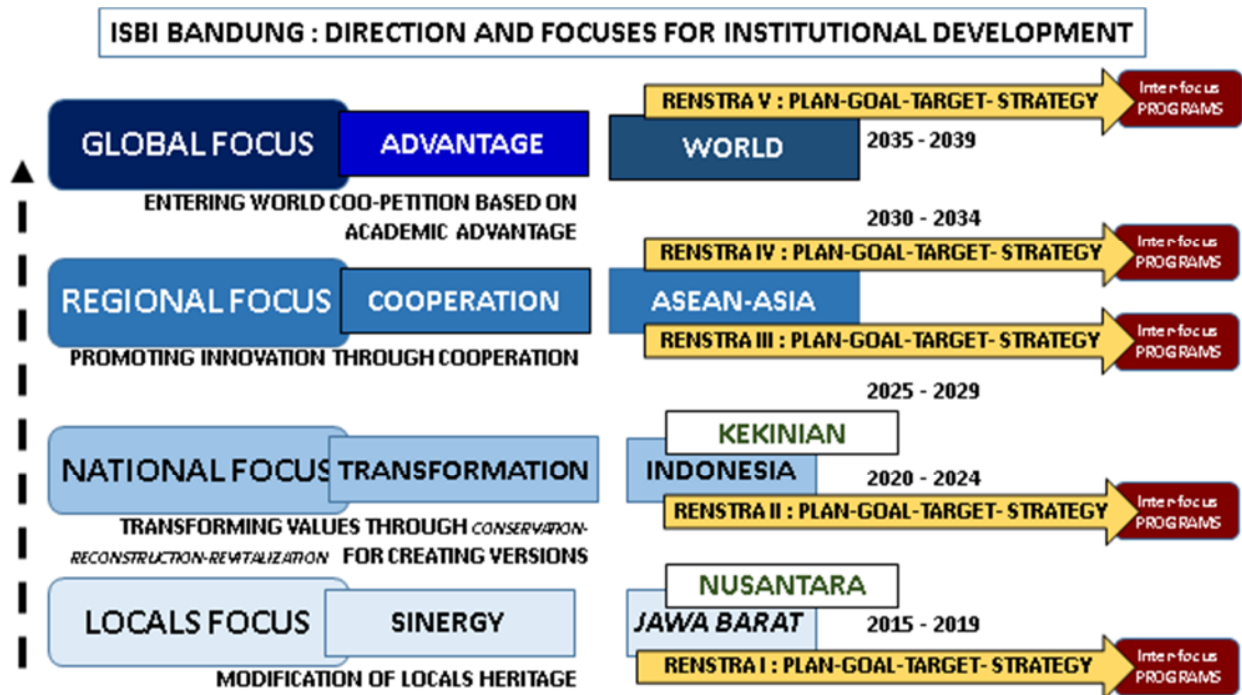 ISBI BANDUNG : DIRECTION AND FOCUSES FOR INSTITUTIONAL DEVELOPMENT
RENSTRA V : PLAN-GOAL-TARGET- STRATEGY
Inter-focus
PROGRAMS
GLOBAL FOCUS
ADVANTAGE
WORLD
2035 - 2039
ENTERING WORLD COO-PETITION BASED ON
ACADEMIC ADVANTAGE
2030 - 2034
RENSTRA IV : PLAN-GOAL-TARGET- STRATEGY
Inter-focus
PROGRAMS
REGIONAL FOCUS
COOPERATION
ASEAN-ASIA
RENSTRA III : PLAN-GOAL-TARGET- STRATEGY
Inter-focus
PROGRAMS
PROMOTING INNOVATION THROUGH COOPERATION
2025 - 2029
KEKINIAN
NATIONAL FOCUS
TRANSFORMATION
INDONESIA
2020 - 2024
RENSTRA II : PLAN-GOAL-TARGET- STRATEGY
Inter-focus
PROGRAMS
TRANSFORMING VALUES THROUGH CONSERVATION-
RECONSTRUCTION-REVITALIZATION FOR CREATING VERSIONS
NUSANTARA
LOCALS FOCUS
SINERGY
JAWA BARAT
2015 - 2019
RENSTRA I : PLAN-GOAL-TARGET- STRATEGY
Inter-focus
PROGRAMS
MODIFICATION OF LOCALS HERITAGE